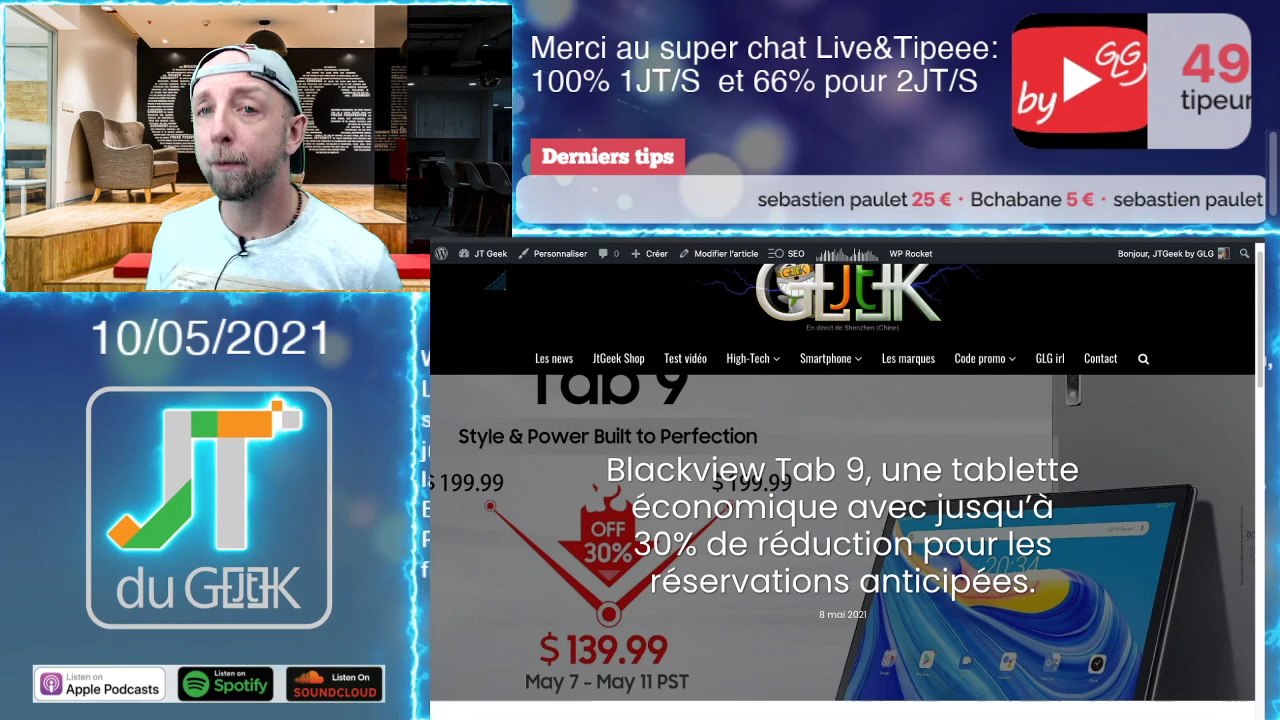 Merci au super chat Live&Tipeee:
100% 1JT/S et 66% pour 2JT/S
by GLG
49
tipeur
Derniers tips
sebastien paulet 25 € · Bchabane 5 € · sebastien paulet
JT Geek Personnaliser 0 Créer Modifier l'article SEO WP Rocket Bonjour, JTGeek by GLG
GEEK JtK
En direct de Shenzhen (Chine)
Les news JtGeek Shop Test vidéo High-Tech Smartphone Les marques Code promo GLG irl Contact
Tab 9
Style & Power Built to Perfection
$199.99 $199.99
Blackview Tab 9, une tablette
économique avec jusqu'à
30% de réduction pour les
réservations anticipées.
8 mai 2021
OFF
30%
$139.99
May 7 - May 11 PST
20:34
10/05/2021
JT
du GEEK
Listen on Apple Podcasts
Listen on Spotify
Listen On SOUNDCLOUD